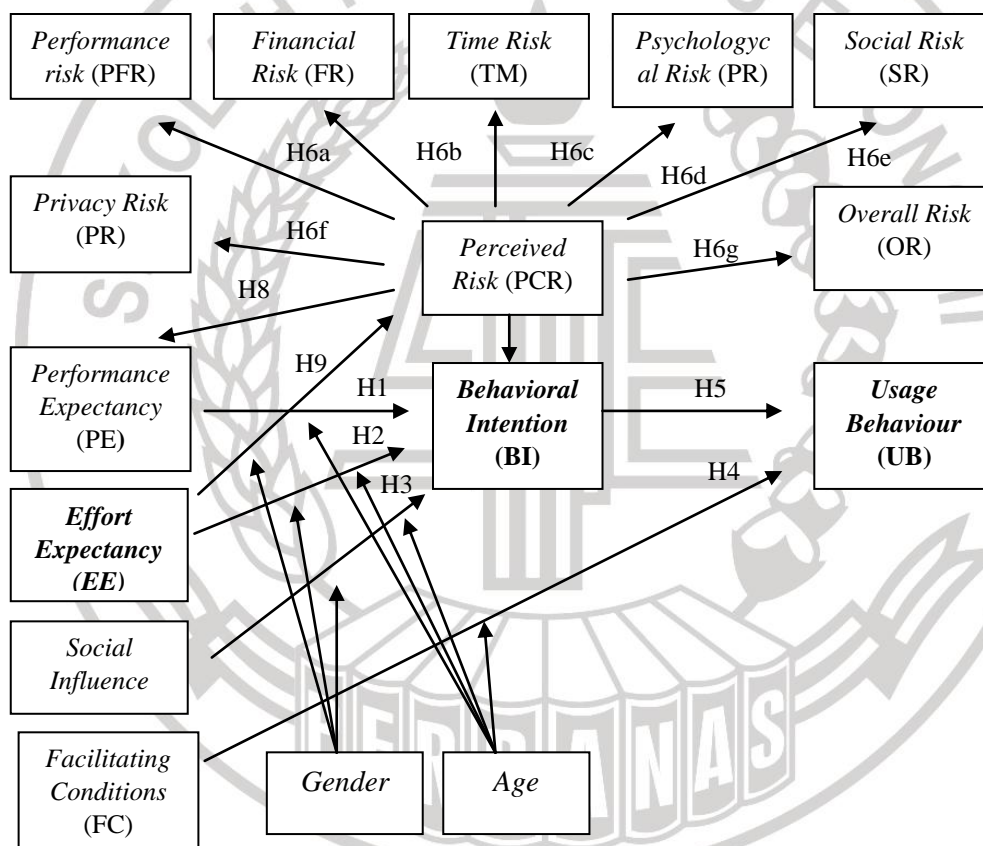 Performance
risk (PFR)
Financial
Risk (FR)
Time Risk
(TM)
Psychologyc
al Risk (PR)
Social Risk
(SR)
H6a
H6b
H6c
H6d
H6e
Privacy Risk
(PR)
H6f
Perceived
Risk (PCR)
H6g
Overall Risk
(OR)
H8
H9
Performance
Expectancy
(PE)
H1
Behavioral
Intention
(BI)
H5
Usage
Behaviour
(UB)
H2
H3
H4
Effort
Expectancy
(EE)
Social
Influence
Facilitating
Conditions
(FC)
Gender
Age
PERBANAS